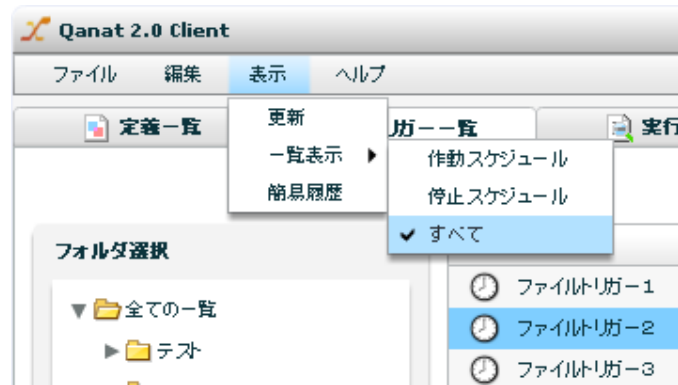 Qanat 2.0 Client
ファイル 編集 表示 ヘルプ
定義一覧 ガー一覧 実行
更新
一覧表示
簡易履歴
作動スケジュール
停止スケジュール
すべて
フォルダ選択
全ての一覧
テスト
ファイルトリガー1
ファイルトリガー2
ファイルトリガー3